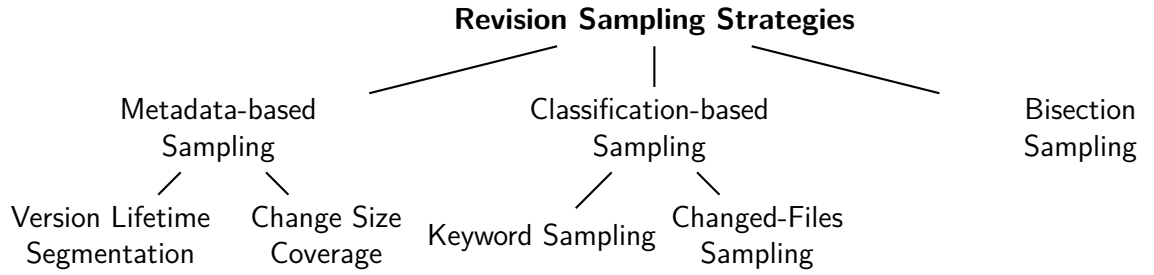 Revision Sampling Strategies
Metadata-based
Sampling
Classification-based
Sampling
Bisection
Sampling
Version Lifetime
Segmentation
Change Size
Coverage
Keyword Sampling
Changed-Files
Sampling